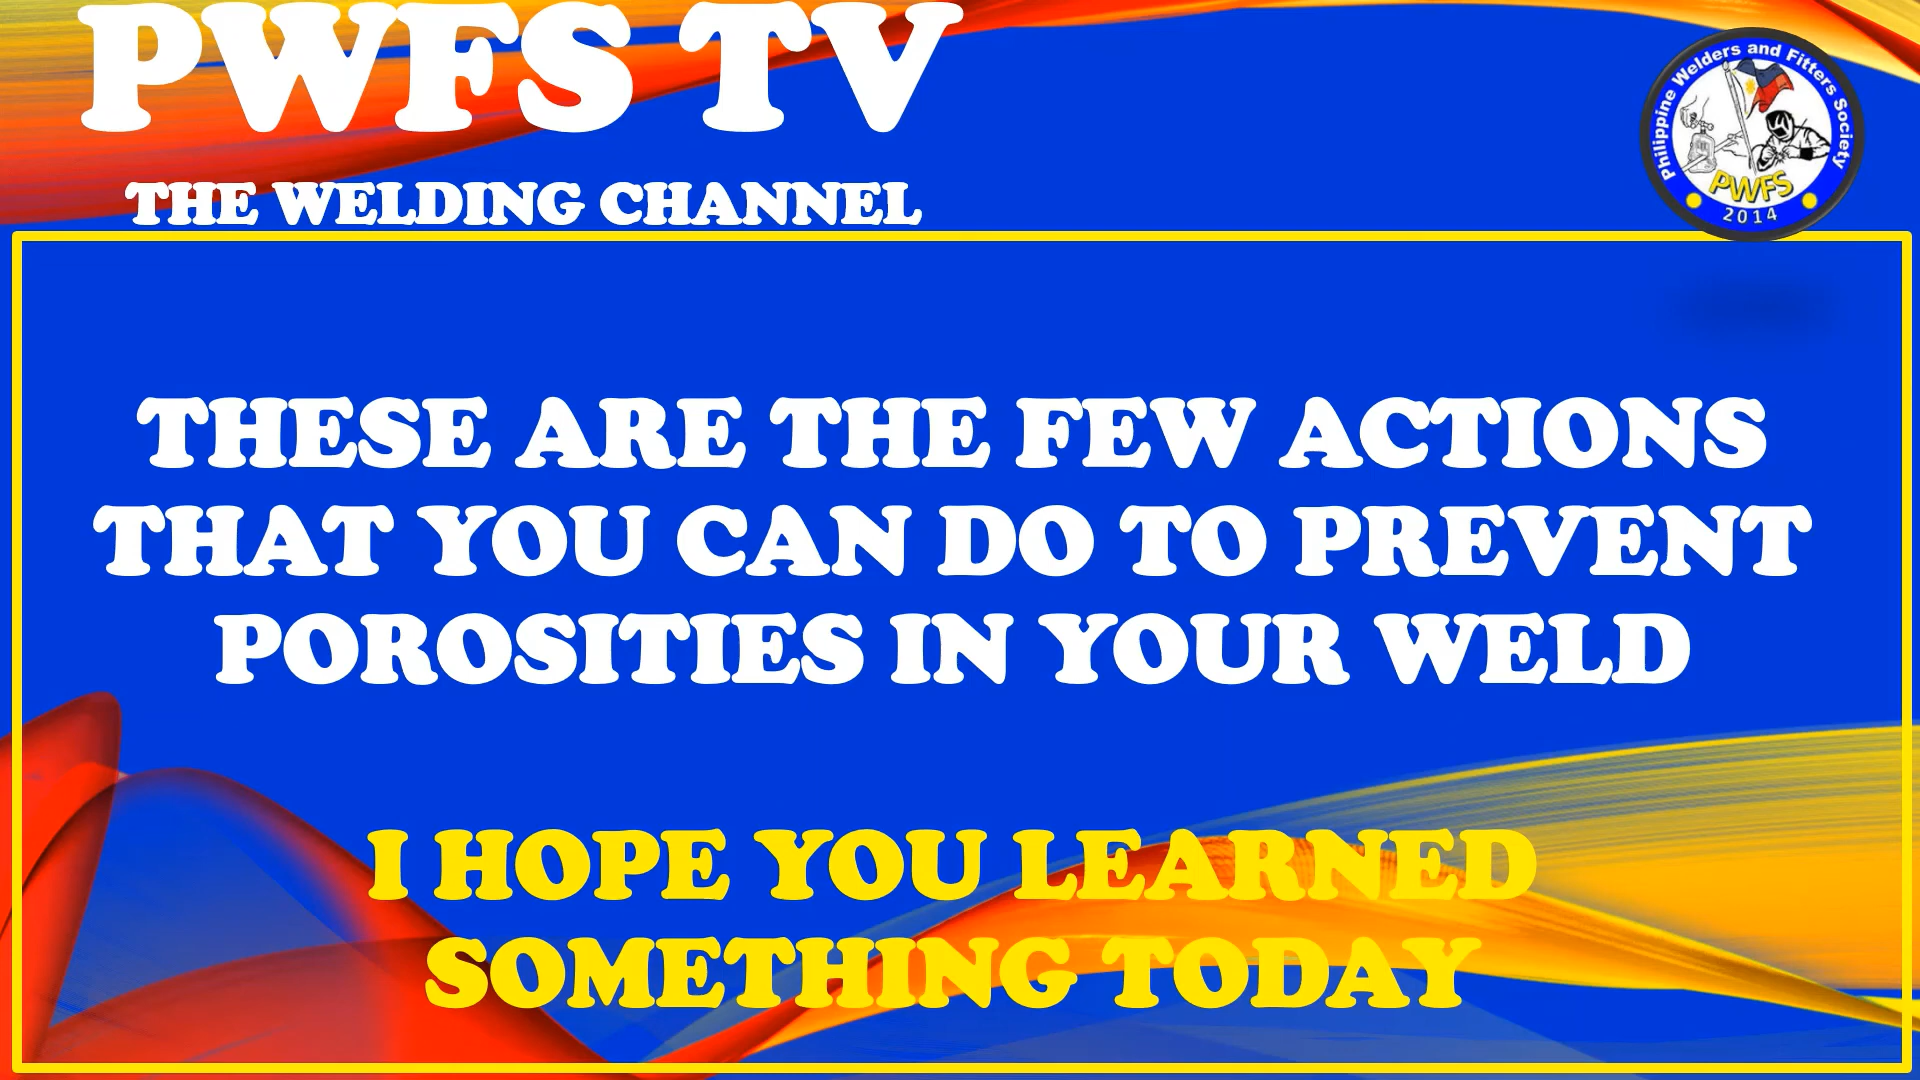 PWFS TV
THE WELDING CHANNEL
Philippine Welders and Fitters Society
PWFS
2014
THESE ARE THE FEW ACTIONS
THAT YOU CAN DO TO PREVENT
POROSITIES IN YOUR WELD
I HOPE YOU LEARNED
SOMETHING TODAY